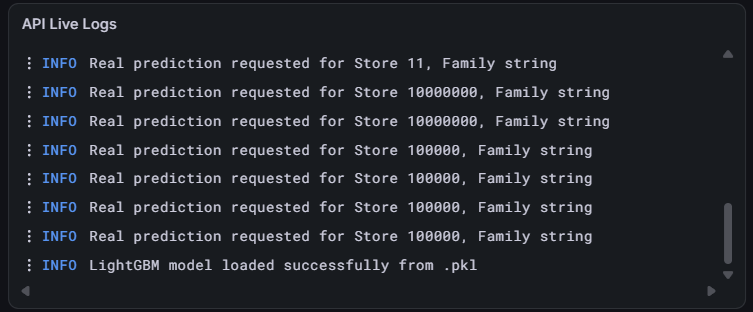 API Live Logs
INFO Real prediction requested for Store 11, Family string
INFO Real prediction requested for Store 10000000, Family string
INFO Real prediction requested for Store 10000000, Family string
INFO Real prediction requested for Store 100000, Family string
INFO Real prediction requested for Store 100000, Family string
INFO Real prediction requested for Store 100000, Family string
INFO Real prediction requested for Store 100000, Family string
INFO LightGBM model loaded successfully from .pkl